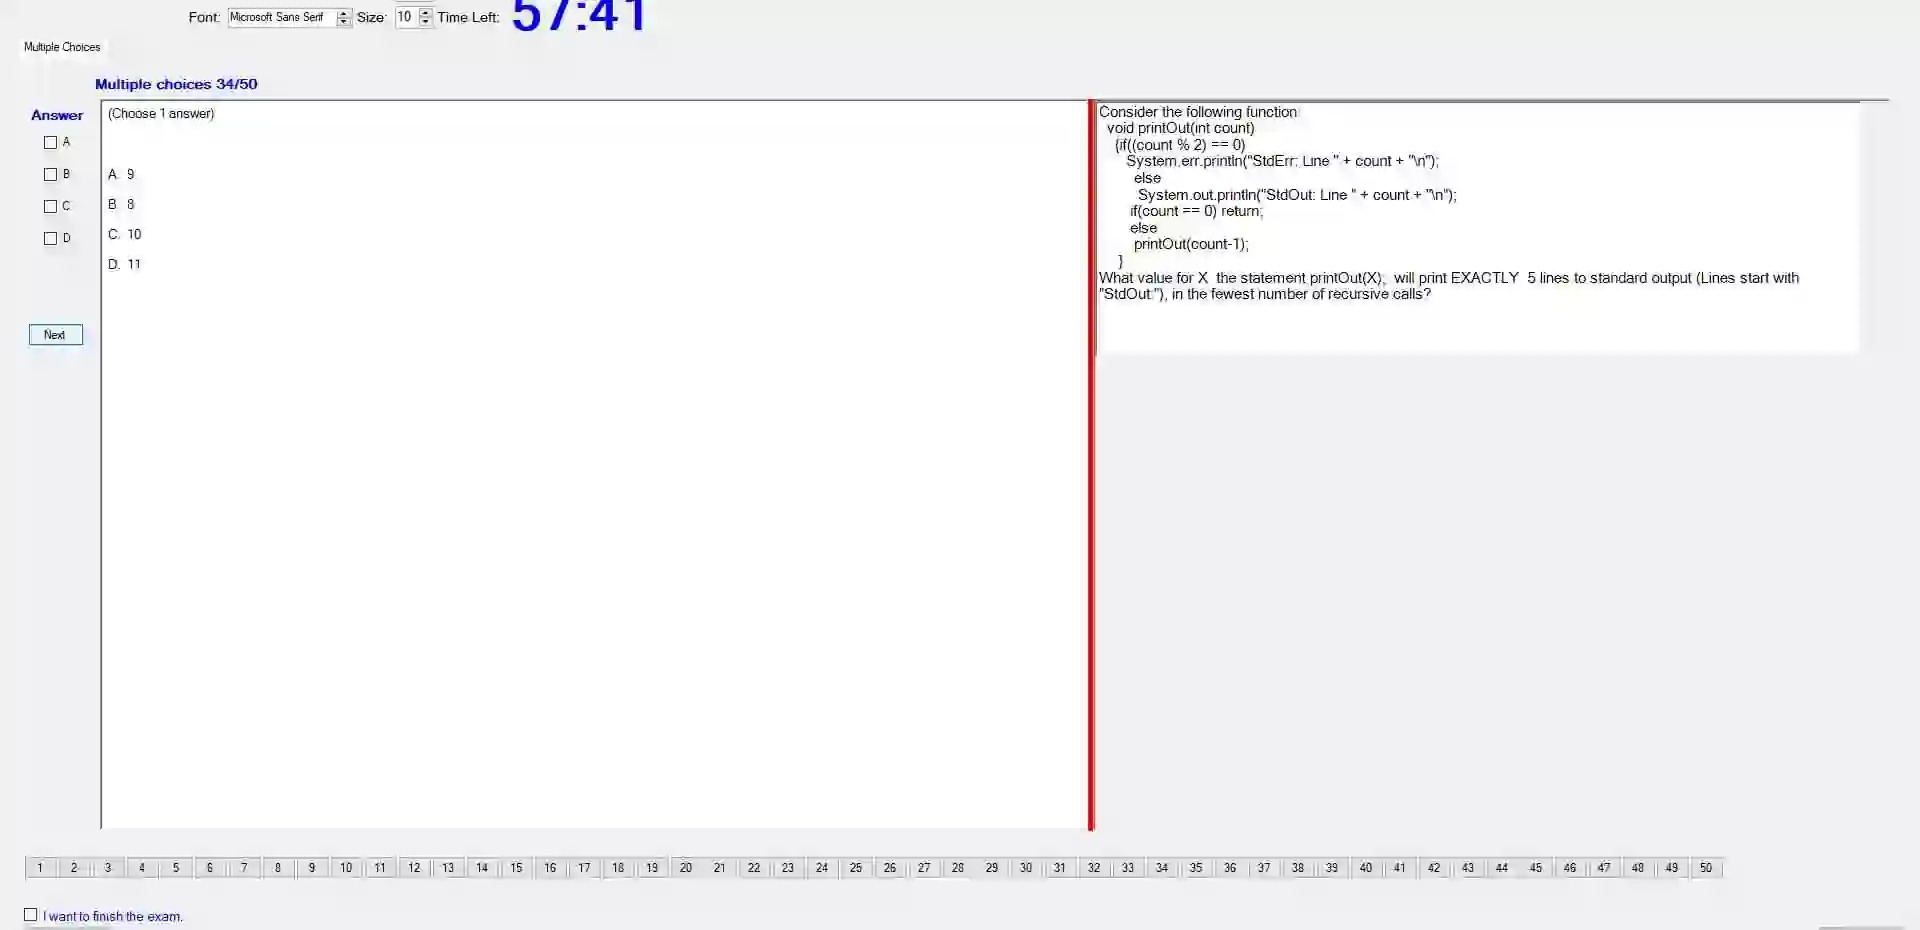 Font: Microsoft Sans Serif Size: 10 Time Left: 57:41
Multiple Choices
Multiple choices 34/50
Answer
A
B
C
D
Next
(Choose 1 answer)
A. 9
B. 8
C. 10
D. 11
Consider the following function:
void printOut(int count)
{if((count % 2) == 0)
System.err.println("StdErr: Line " + count + "\n");
else
System.out.println("StdOut: Line " + count + "\n");
if(count == 0) return;
else
printOut(count-1);
}
What value for X the statement printOut(X); will print EXACTLY 5 lines to standard output (Lines start with
"StdOut:"), in the fewest number of recursive calls?
1 2 3 4 5 6 7 8 9 10 11 12 13 14 15 16 17 18 19 20 21 22 23 24 25 26 27 28 29 30 31 32 33 34 35 36 37 38 39 40 41 42 43 44 45 46 47 48 49 50
I want to finish the exam.